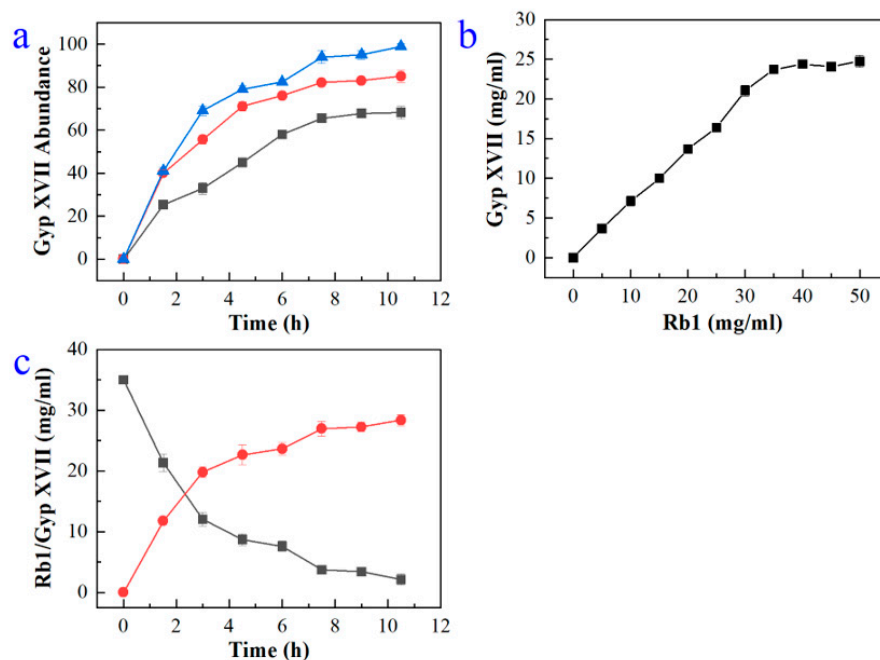 a
Gyp XVII Abundance
100
80
60
40
20
0
0 2 4 6 8 10 12
Time (h)
b
Gyp XVII (mg/ml)
30
25
20
15
10
5
0
0 10 20 30 40 50
Rb1 (mg/ml)
c
Rb1/Gyp XVII (mg/ml)
40
30
20
10
0
0 2 4 6 8 10 12
Time (h)